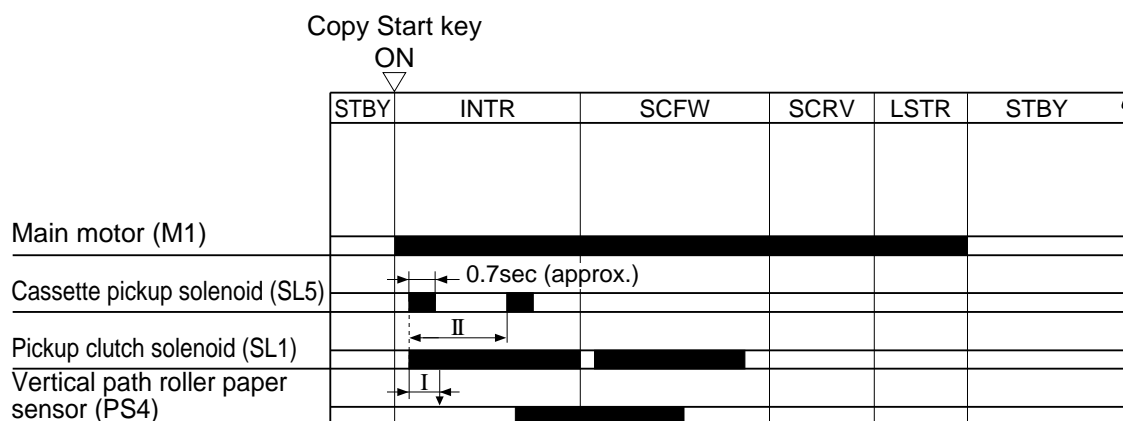 Copy Start key
ON
STBY INTR SCFW SCRV LSTR STBY
Main motor (M1)
0.7sec (approx.)
Cassette pickup solenoid (SL5)
II
Pickup clutch solenoid (SL1)
I
Vertical path roller paper
sensor (PS4)